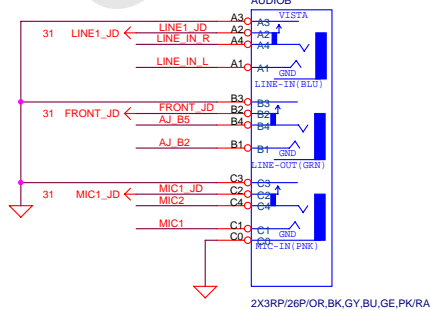 AUDIOB
A3 A3 VISTA
31 LINE1_JD LINE1_JD A2 A2
LINE_IN_R A4 A4
LINE_IN_L A1 A1
GND
LINE-IN(BLU)
B3 B3
31 FRONT_JD FRONT_JD B2 B2
AJ_B5 B4 B4
AJ_B2 B1 B1
GND
LINE-OUT(GRN)
C3 C3
31 MIC1_JD MIC1_JD C2 C2
MIC2 C4 C4
MIC1 C1 C1
GND
C0 C0
MIC-IN(PNK)
2X3RP/26P/OR,BK,GY,BU,GE,PK/RA